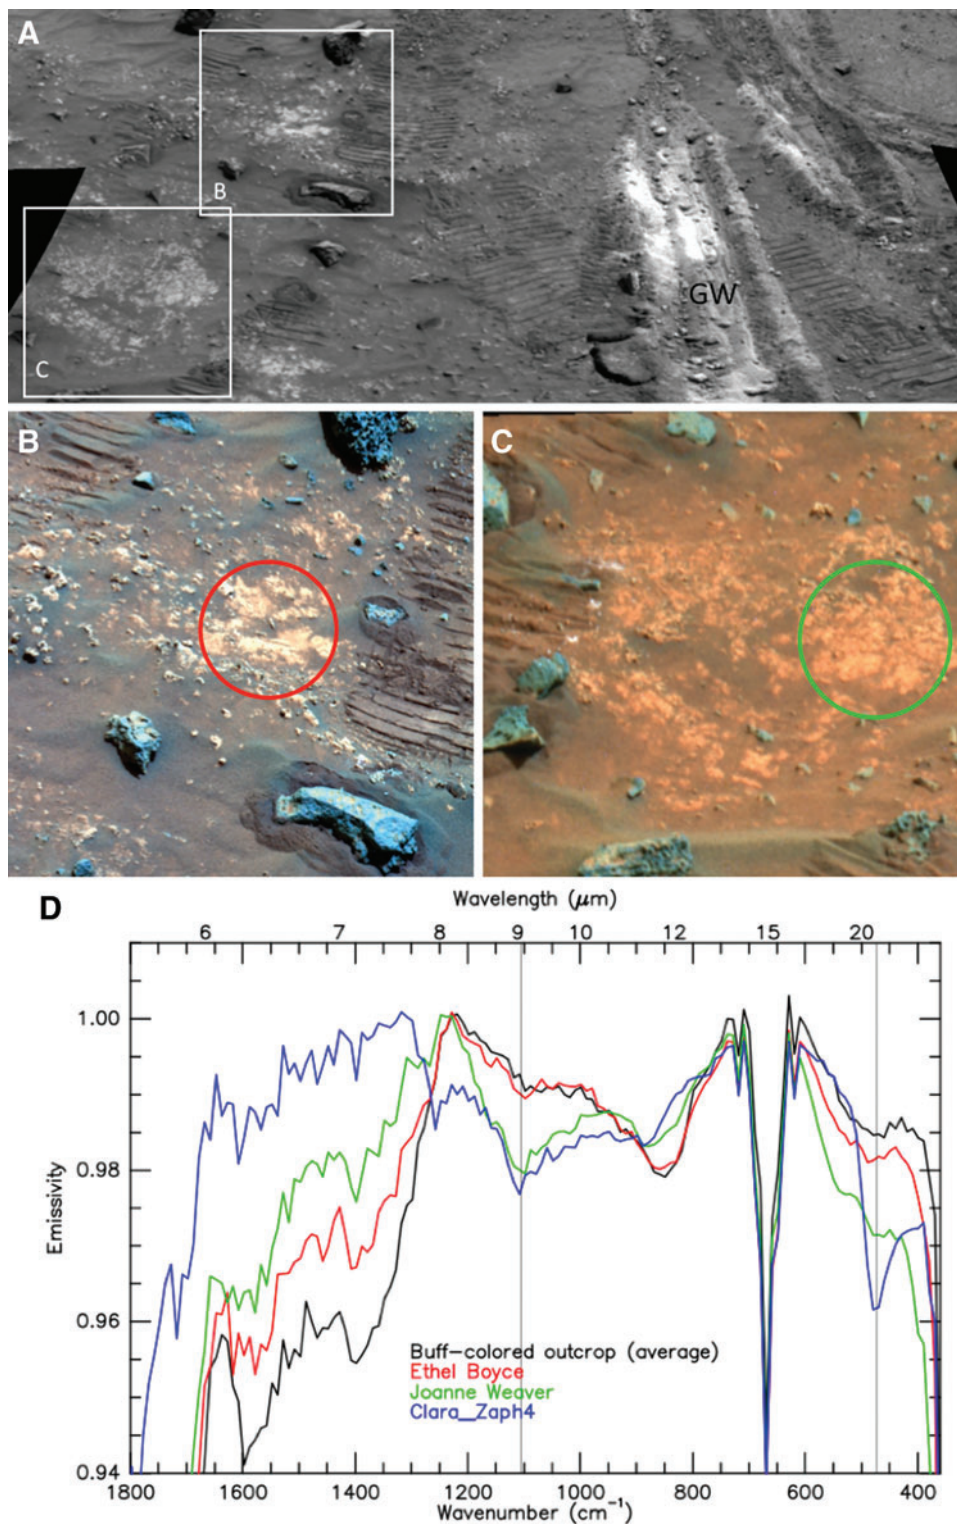 A
B
C
GW
B
C
D
Wavelength (μm)
6 7 8 9 10 12 15 20
Emissivity
1.00
0.98
0.96
0.94
Buff-colored outcrop (average)
Ethel Boyce
Joanne Weaver
Clara_Zaph4
1800 1600 1400 1200 1000 800 600 400
Wavenumber (cm⁻¹)